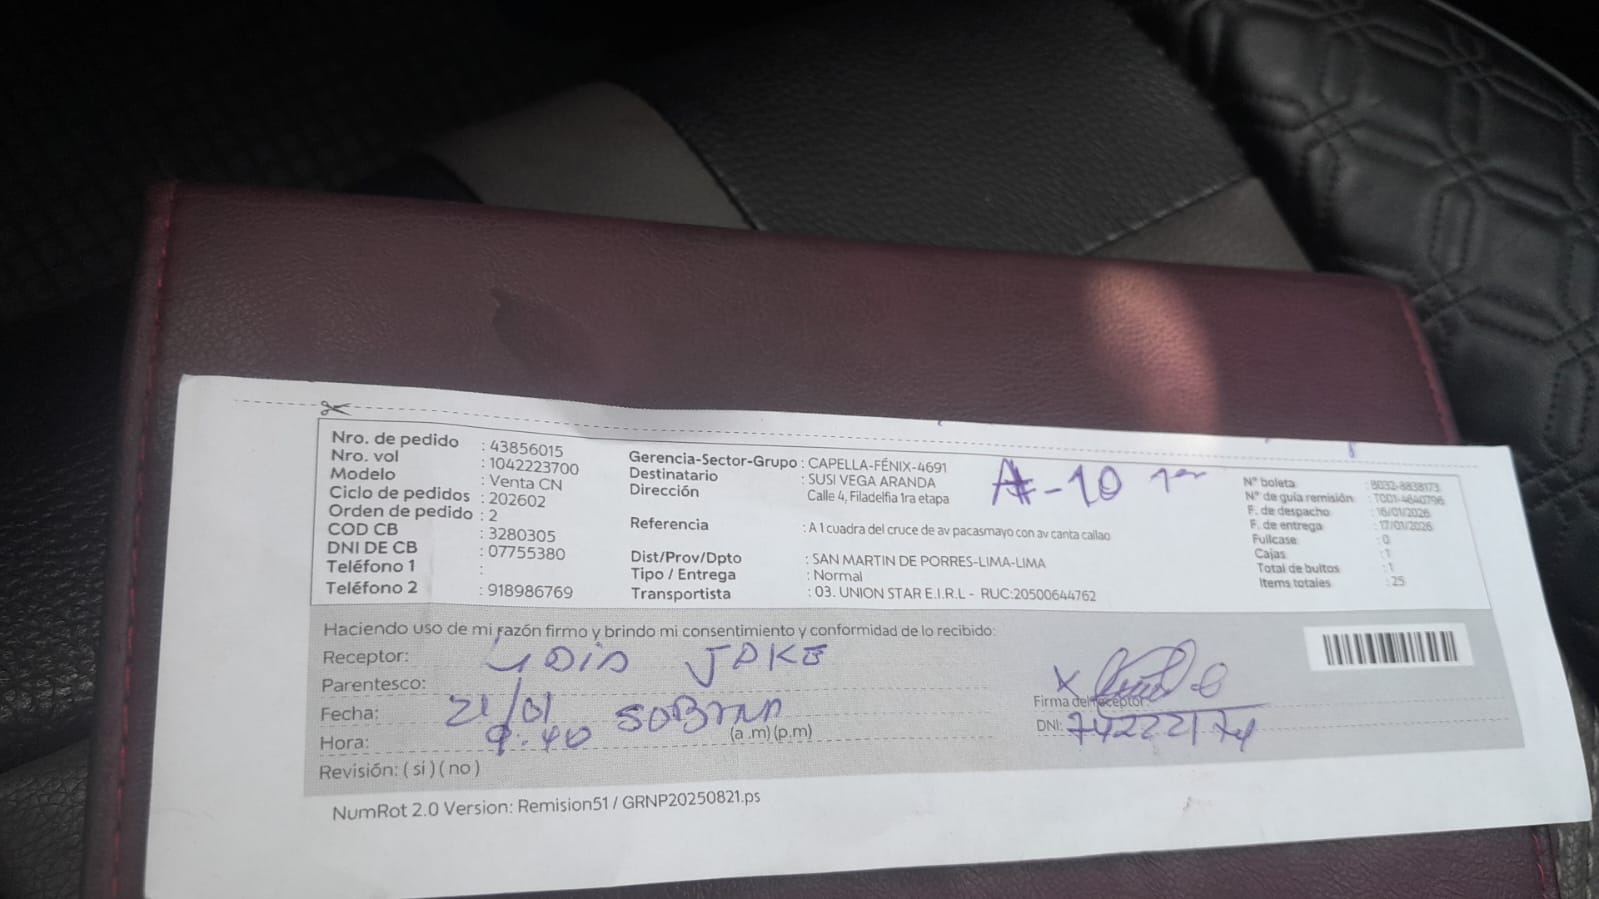 Nro. de pedido : 43856015
Nro. vol : 1042223700
Modelo : Venta CN
Ciclo de pedidos : 202602
Orden de pedido : 2
COD CB : 3280305
DNI DE CB : 07755380
Teléfono 1 :
Teléfono 2 : 918986769
Gerencia-Sector-Grupo : CAPELLA-FÉNIX-4691
Destinatario : SUSI VEGA ARANDA
Dirección : Calle 4, Filadelfia 1ra etapa
Referencia : A 1 cuadra del cruce de av pacasmayo con av canta callao
Dist/Prov/Dpto : SAN MARTIN DE PORRES-LIMA-LIMA
Tipo / Entrega : Normal
Transportista : 03. UNION STAR E.I.R.L - RUC:20500644762
A-10 1er
N° boleta : B032-8838173
N° de guía remisión : T001-4640796
F. de despacho : 16/01/2026
F. de entrega : 17/01/2026
Fullcase : 0
Cajas : 1
Total de bultos : 1
Items totales : 25
Haciendo uso de mi razón firmo y brindo mi consentimiento y conformidad de lo recibido:
Receptor:
Parentesco:
Fecha: 21/01
Hora: 9:40 (a .m) (p.m)
Revisión: ( si ) ( no )
X
Firma del receptor:
DNI: 74222174
NumRot 2.0 Version: Remision51 / GRNP20250821.ps